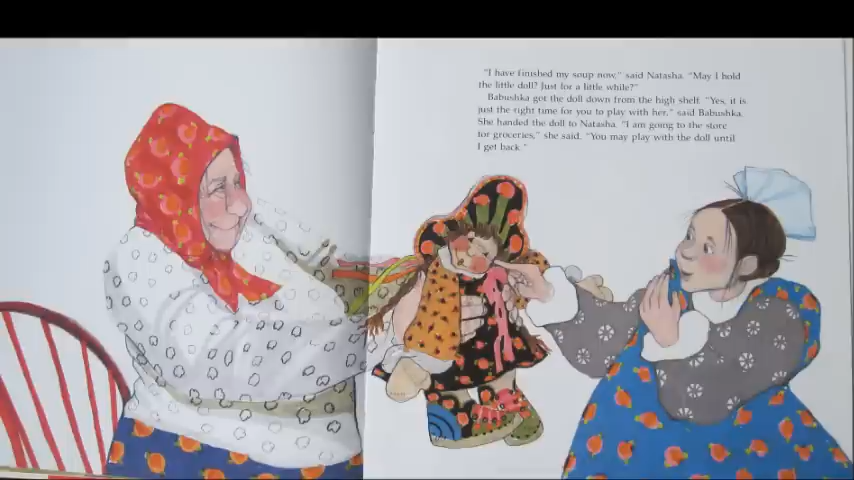 "I have finished my soup now," said Natasha. "May I hold
the little doll? Just for a little while?"
Babushka got the doll down from the high shelf. "Yes, it is
just the right time for you to play with her," said Babushka.
She handed the doll to Natasha. "I am going to the store
for groceries," she said. "You may play with the doll until
I get back."